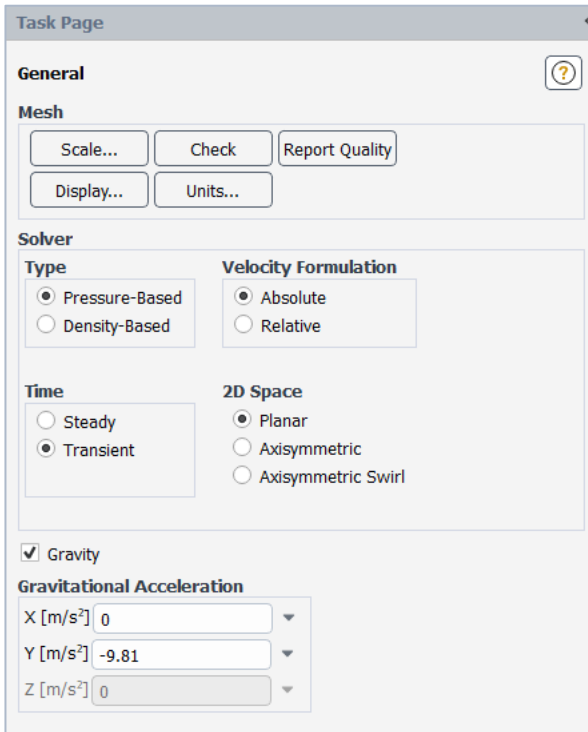 Task Page
General
?
Mesh
Scale... Check Report Quality
Display... Units...
Solver
Type Velocity Formulation
Pressure-Based Absolute
Density-Based Relative
Time 2D Space
Steady Planar
Transient Axisymmetric
Axisymmetric Swirl
Gravity
Gravitational Acceleration
X [m/s²] 0
Y [m/s²] -9.81
Z [m/s²] 0